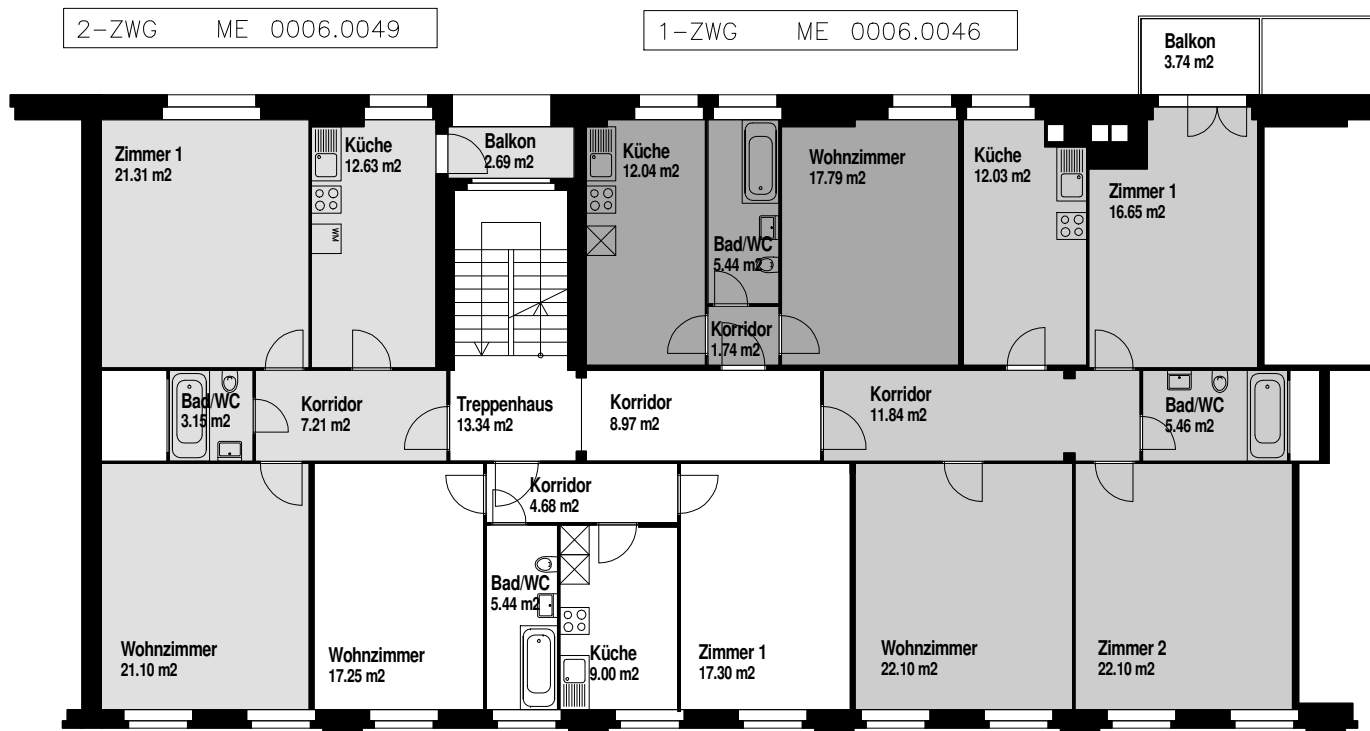 2-ZWG ME 0006.0049
1-ZWG ME 0006.0046
Balkon
3.74 m2
Zimmer 1
21.31 m2
Küche
12.63 m2
Balkon
2.69 m2
Küche
12.04 m2
Wohnzimmer
17.79 m2
Küche
12.03 m2
Zimmer 1
16.65 m2
WM
Bad/WC
5.44 m2
Korridor
1.74 m2
Bad/WC
3.15 m2
Korridor
7.21 m2
Treppenhaus
13.34 m2
Korridor
8.97 m2
Korridor
11.84 m2
Bad/WC
5.46 m2
Korridor
4.68 m2
Bad/WC
5.44 m2
Wohnzimmer
21.10 m2
Wohnzimmer
17.25 m2
Küche
9.00 m2
Zimmer 1
17.30 m2
Wohnzimmer
22.10 m2
Zimmer 2
22.10 m2